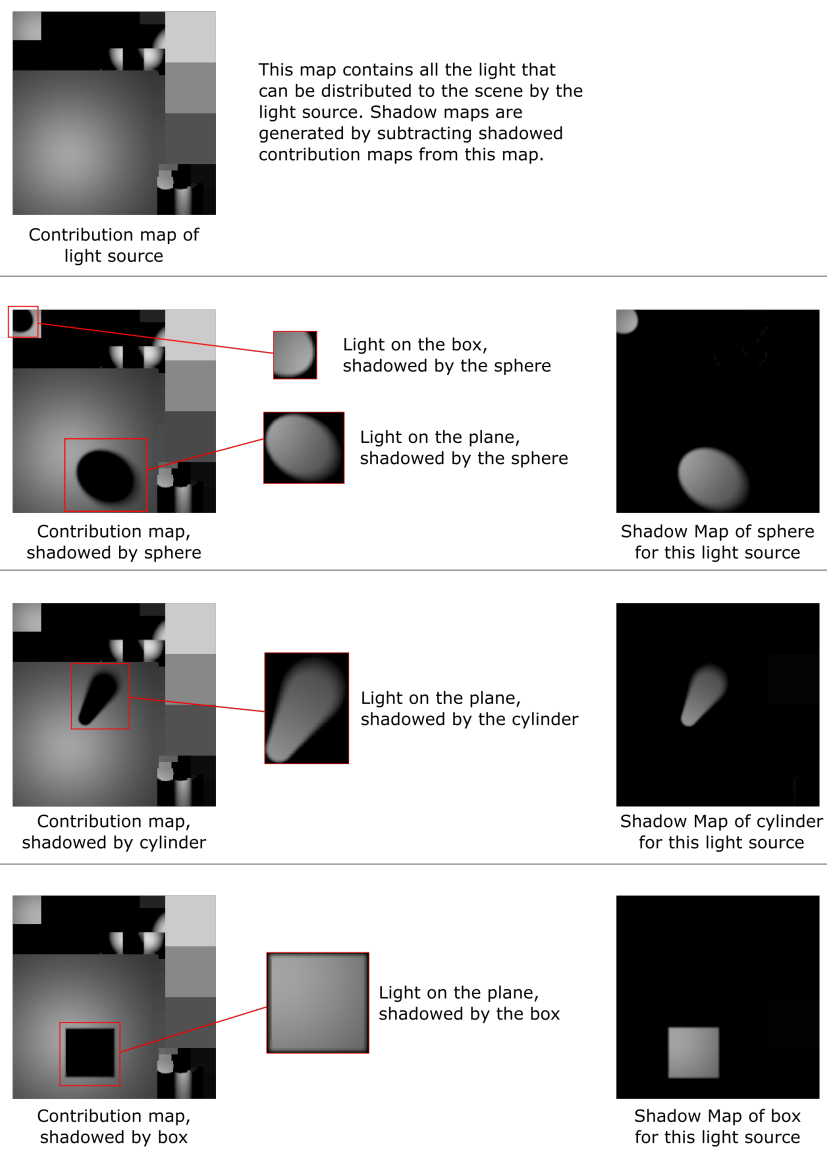 This map contains all the light that
can be distributed to the scene by the
light source. Shadow maps are
generated by subtracting shadowed
contribution maps from this map.
Contribution map of
light source
Light on the box,
shadowed by the sphere
Light on the plane,
shadowed by the sphere
Contribution map,
shadowed by sphere
Shadow Map of sphere
for this light source
Light on the plane,
shadowed by the cylinder
Contribution map,
shadowed by cylinder
Shadow Map of cylinder
for this light source
Light on the plane,
shadowed by the box
Contribution map,
shadowed by box
Shadow Map of box
for this light source